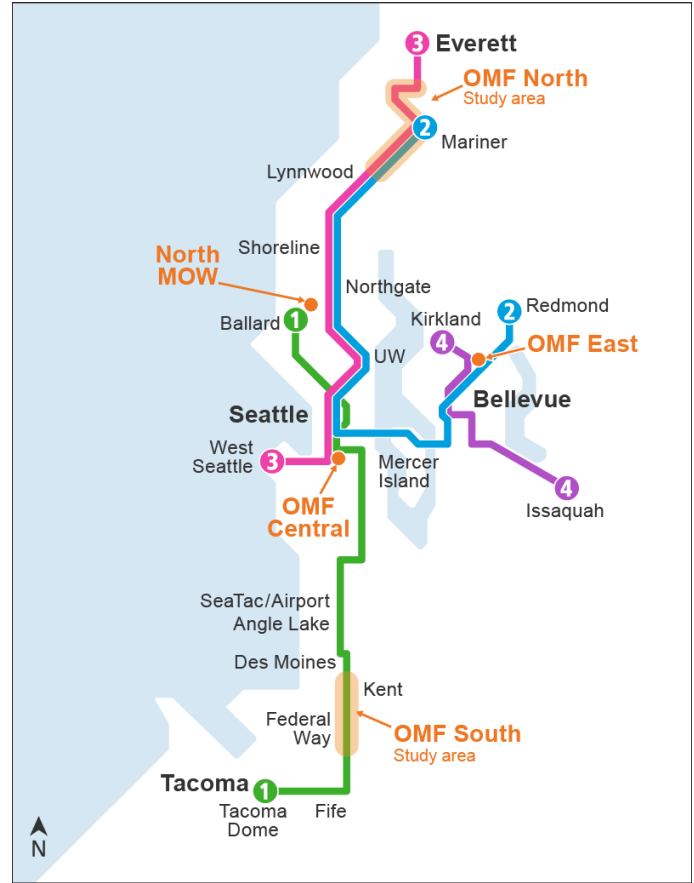 3 Everett
OMF North
Study area
2
Mariner
Lynnwood
Shoreline
North
MOW
Northgate
1
Ballard
2 Redmond
Kirkland
4
OMF East
UW
Bellevue
Seattle
West
Seattle
3
Mercer
Island
4
Issaquah
OMF
Central
SeaTac/Airport
Angle Lake
Des Moines
Kent
Federal
Way
OMF South
Study area
Tacoma 1
Tacoma
Dome
Fife
N